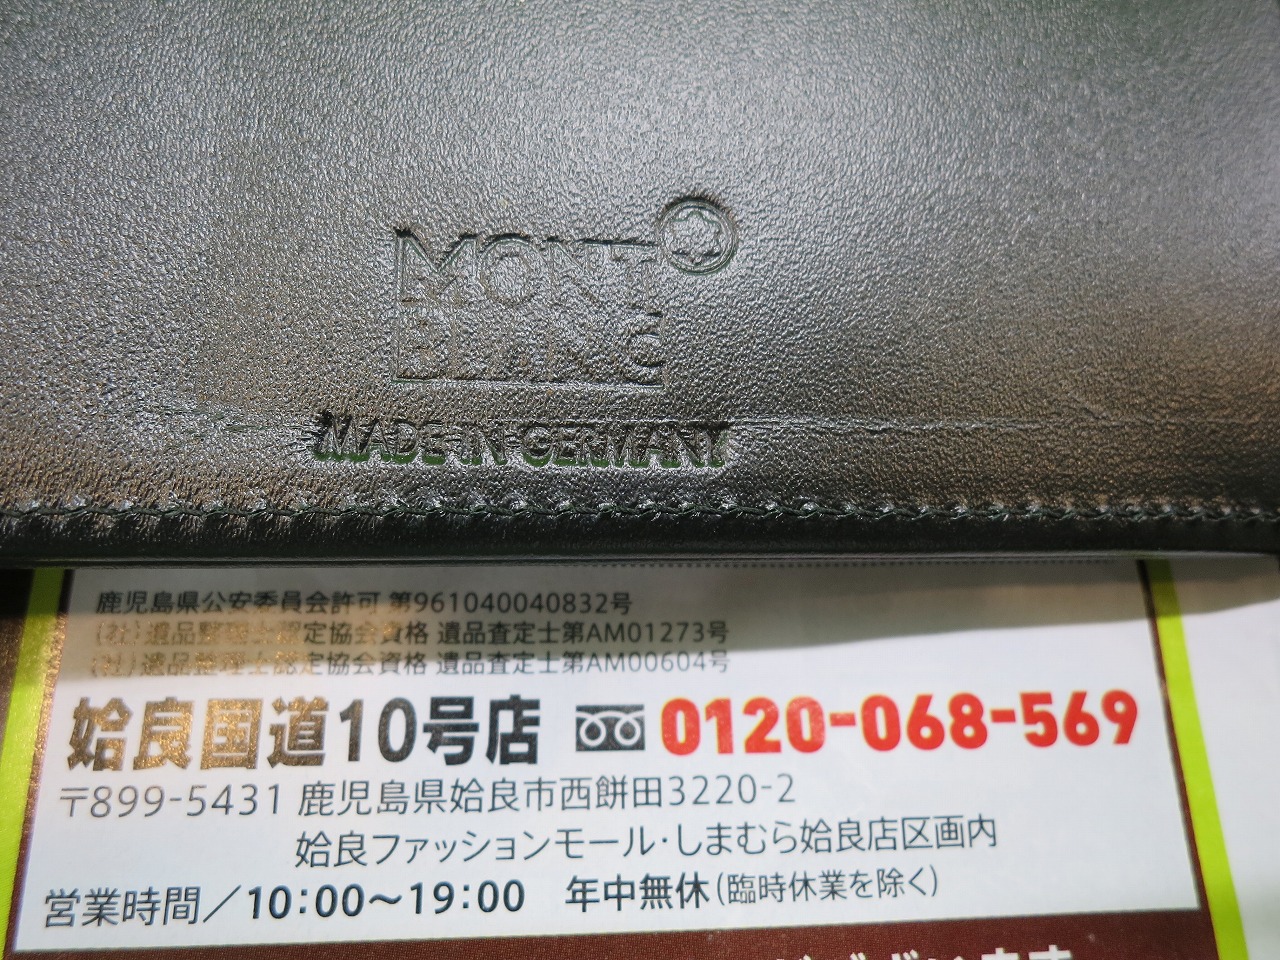 MONT
BLANC
MADE IN GERMANY
鹿児島県公安委員会許可 第961040040832号
(社)遺品整理士認定協会資格 遺品査定士第AM01273号
(社)遺品整理士認定協会資格 遺品査定士第AM00604号
姶良国道10号店 0120-068-569
〒899-5431 鹿児島県姶良市西餅田3220-2
姶良ファッションモール・しまむら姶良店区画内
営業時間／10:00〜19:00 年中無休(臨時休業を除く)